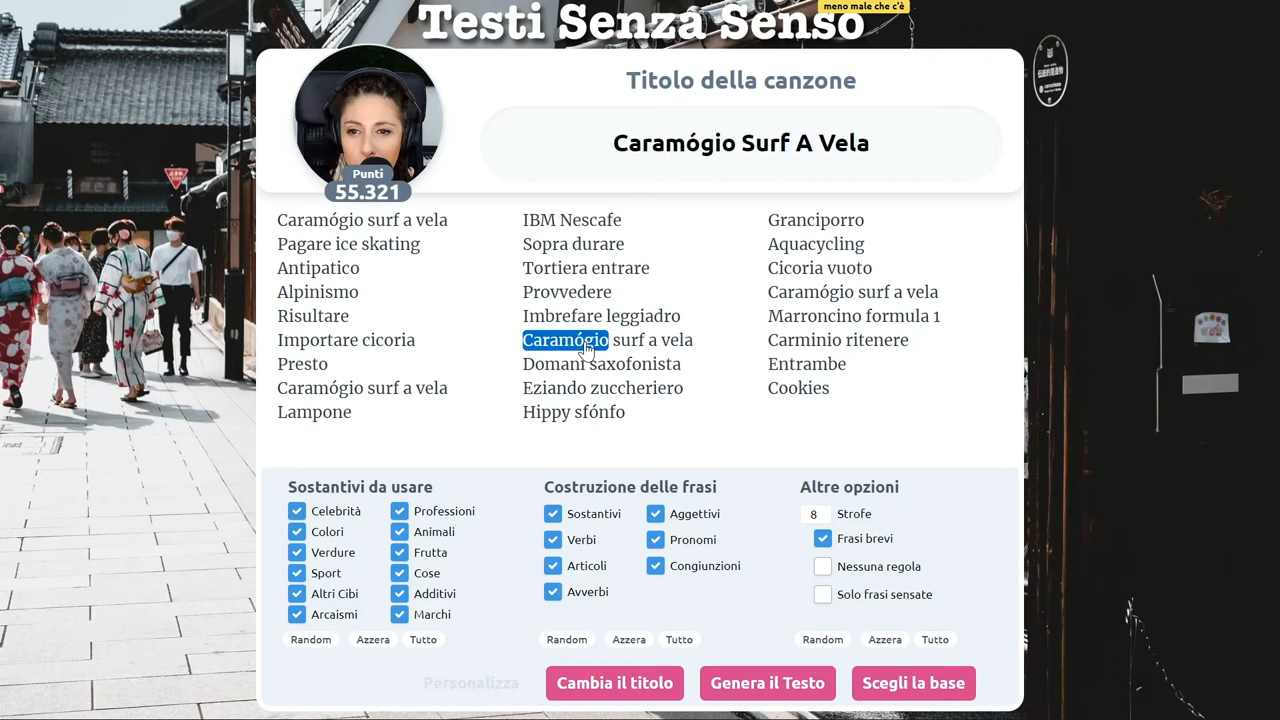 meno male che c'è
Testi Senza Senso
Titolo della canzone
Caramógio Surf A Vela
Punti
55.321
Caramógio surf a vela
Pagare ice skating
Antipatico
Alpinismo
Risultare
Importare cicoria
Presto
Caramógio surf a vela
Lampone
IBM Nescafe
Sopra durare
Tortiera entrare
Provvedere
Imbrefare leggiadro
Caramógio surf a vela
Domani saxofonista
Eziando zuccheriero
Hippy sfónfo
Granciporro
Aquacycling
Cicoria vuoto
Caramógio surf a vela
Marroncino formula 1
Carminio ritenere
Entrambe
Cookies
Sostantivi da usare
Celebrità Professioni
Colori Animali
Verdure Frutta
Sport Cose
Altri Cibi Additivi
Arcaismi Marchi
Random Azzera Tutto
Costruzione delle frasi
Sostantivi Aggettivi
Verbi Pronomi
Articoli Congiunzioni
Avverbi
Random Azzera Tutto
Altre opzioni
8 Strofe
Frasi brevi
Nessuna regola
Solo frasi sensate
Random Azzera Tutto
Personalizza Cambia il titolo Genera il Testo Scegli la base